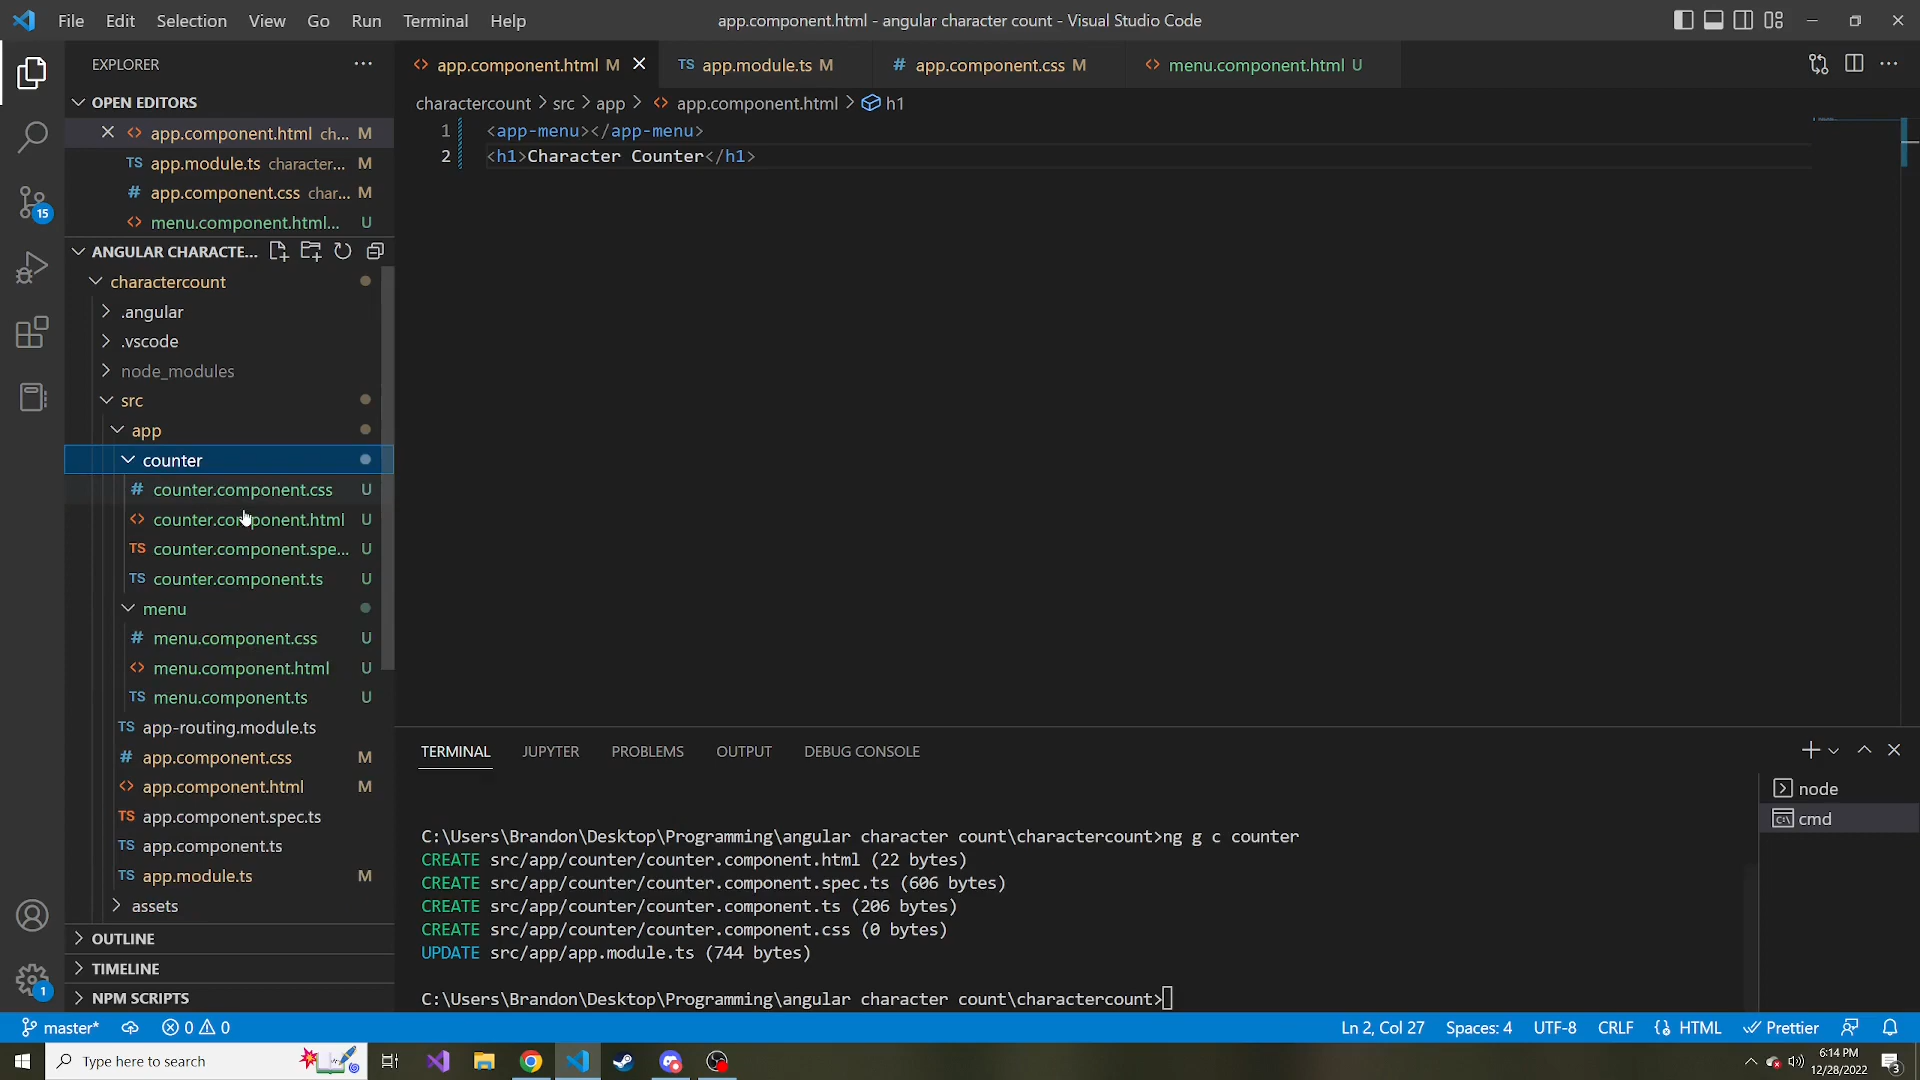 File Edit Selection View Go Run Terminal Help
app.component.html - angular character count - Visual Studio Code
EXPLORER
app.component.html M
TS app.module.ts M
# app.component.css M
menu.component.html U
OPEN EDITORS
app.component.html ch... M
TS app.module.ts character... M
# app.component.css char... M
menu.component.html... U
charactercount > src > app > app.component.html > h1
1 <app-menu></app-menu>
2 <h1>Character Counter</h1>
ANGULAR CHARACTE...
charactercount
.angular
.vscode
node_modules
src
app
counter
# counter.component.css U
counter.component.html U
TS counter.component.spe... U
TS counter.component.ts U
menu
# menu.component.css U
menu.component.html U
TS menu.component.ts U
TS app-routing.module.ts
# app.component.css M
app.component.html M
TS app.component.spec.ts
TS app.component.ts
TS app.module.ts M
assets
OUTLINE
TIMELINE
NPM SCRIPTS
15
1
TERMINAL JUPYTER PROBLEMS OUTPUT DEBUG CONSOLE
node
cmd
C:\Users\Brandon\Desktop\Programming\angular character count\charactercount>ng g c counter
CREATE src/app/counter/counter.component.html (22 bytes)
CREATE src/app/counter/counter.component.spec.ts (606 bytes)
CREATE src/app/counter/counter.component.ts (206 bytes)
CREATE src/app/counter/counter.component.css (0 bytes)
UPDATE src/app/app.module.ts (744 bytes)
C:\Users\Brandon\Desktop\Programming\angular character count\charactercount>
master* 0 0 Ln 2, Col 27 Spaces: 4 UTF-8 CRLF HTML Prettier
Type here to search
6:14 PM
12/28/2022
3